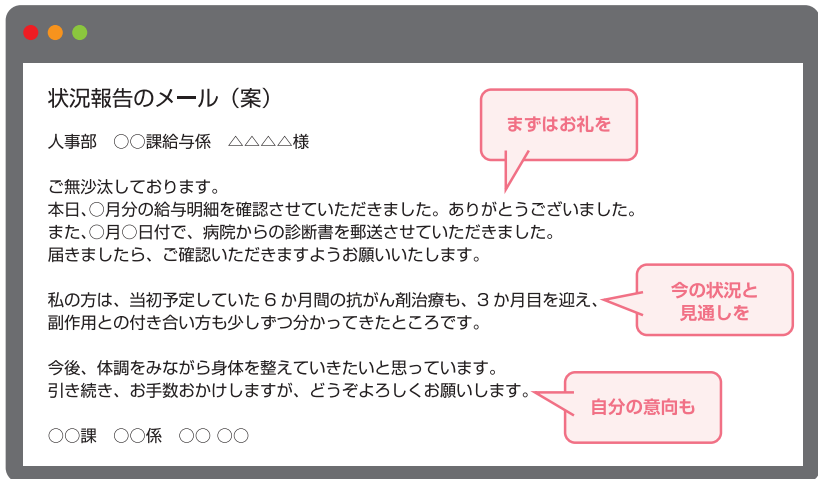 状況報告のメール（案）
まずはお礼を
人事部　○○課給与係　△△△△様
ご無沙汰しております。
本日、○月分の給与明細を確認させていただきました。ありがとうございました。
また、○月○日付で、病院からの診断書を郵送させていただきました。
届きましたら、ご確認いただきますようお願いいたします。
私の方は、当初予定していた 6 か月間の抗がん剤治療も、3 か月目を迎え、
副作用との付き合い方も少しずつ分かってきたところです。
今の状況と
見通しを
今後、体調をみながら身体を整えていきたいと思っています。
引き続き、お手数おかけしますが、どうぞよろしくお願いします。
自分の意向も
○○課　○○係　○○ ○○